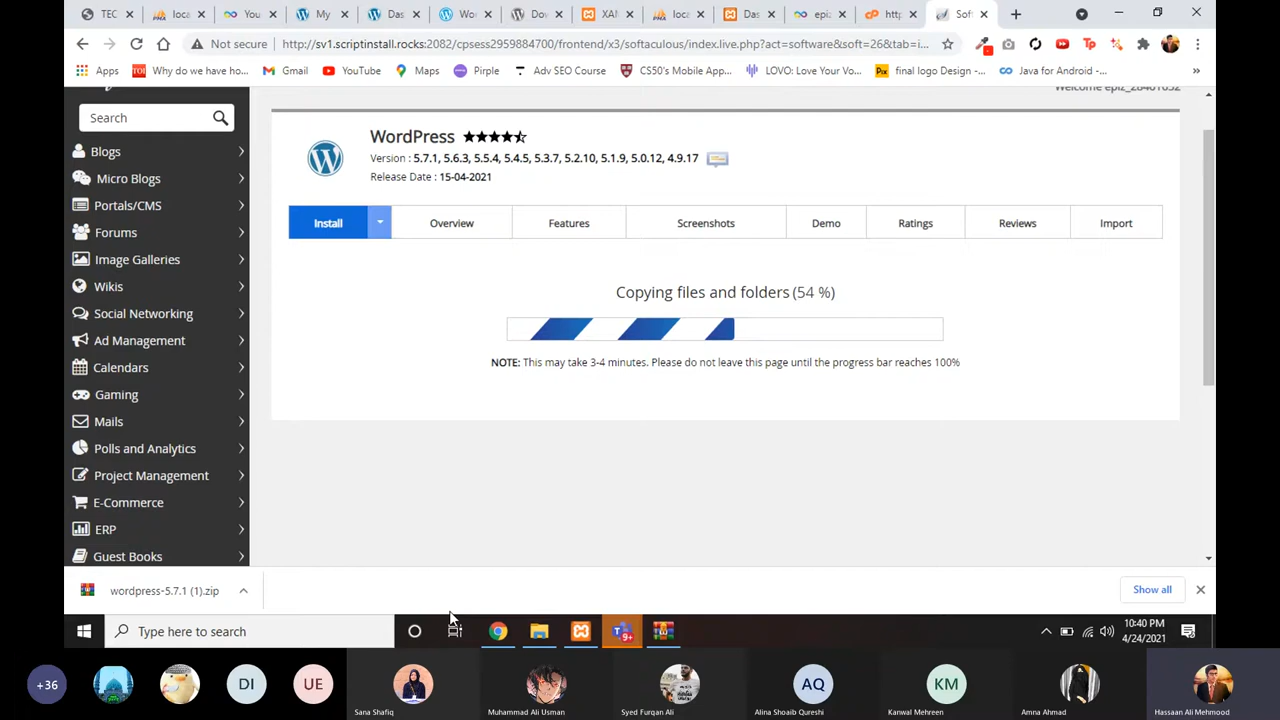 TEC
loca
You
My
Das
Wo
Dov
XAM
loca
Das
epiz
http
Soft
Not secure
http://sv1.scriptinstall.rocks:2082/cpsess2959884700/frontend/x3/softaculous/index.live.php?act=software&soft=26&tab=i...
Apps
Why do we have ho...
Gmail
YouTube
Maps
Pirple
Adv SEO Course
CS50's Mobile App...
LOVO: Love Your Vo...
final logo Design -...
Java for Android -...
Search
Blogs
Micro Blogs
Portals/CMS
Forums
Image Galleries
Wikis
Social Networking
Ad Management
Calendars
Gaming
Mails
Polls and Analytics
Project Management
E-Commerce
ERP
Guest Books
WordPress
Version : 5.7.1, 5.6.3, 5.5.4, 5.4.5, 5.3.7, 5.2.10, 5.1.9, 5.0.12, 4.9.17
Release Date : 15-04-2021
Install
Overview
Features
Screenshots
Demo
Ratings
Reviews
Import
Copying files and folders (54 %)
NOTE: This may take 3-4 minutes. Please do not leave this page until the progress bar reaches 100%
wordpress-5.7.1 (1).zip
Show all
Type here to search
9+
10:40 PM
4/24/2021
+36
DI
UE
Sana Shafiq
Muhammad Ali Usman
Syed Furqan Ali
AQ
Alina Shoaib Qureshi
KM
Kanwal Mehreen
Amna Ahmad
Hassaan Ali Mehmood